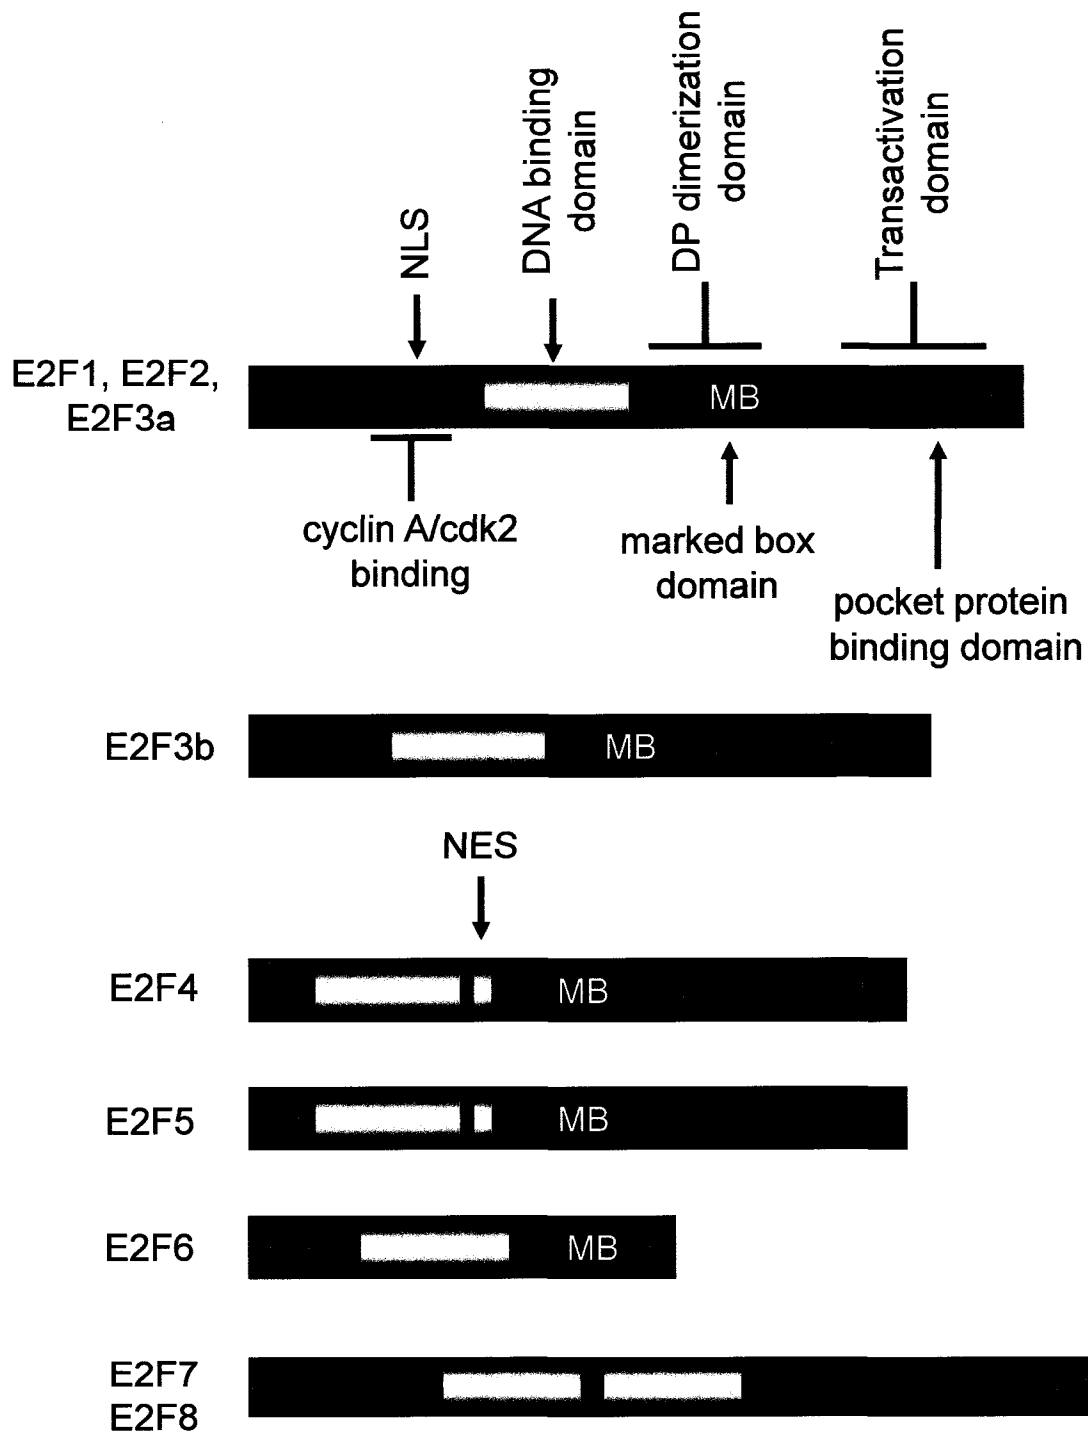 NLS
DNA binding
domain
DP dimerization
domain
Transactivation
domain
E2F1, E2F2,
E2F3a
MB
cyclin A/cdk2
binding
marked box
domain
pocket protein
binding domain
E2F3b
MB
NES
E2F4
MB
E2F5
MB
E2F6
MB
E2F7
E2F8